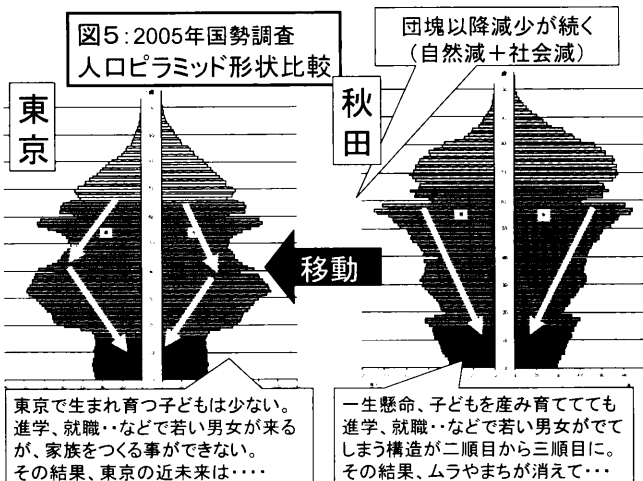 図5:2005年国勢調査
人口ピラミッド形状比較
団塊以降減少が続く
(自然減+社会減)
東京
秋田
移動
東京で生まれ育つ子どもは少ない。
進学、就職‥などで若い男女が来る
が、家族をつくる事ができない。
その結果、東京の近未来は‥‥
一生懸命、子どもを産み育てても
進学、就職‥などで若い男女がでて
しまう構造が二順目から三順目に。
その結果、ムラやまちが消えて‥‥